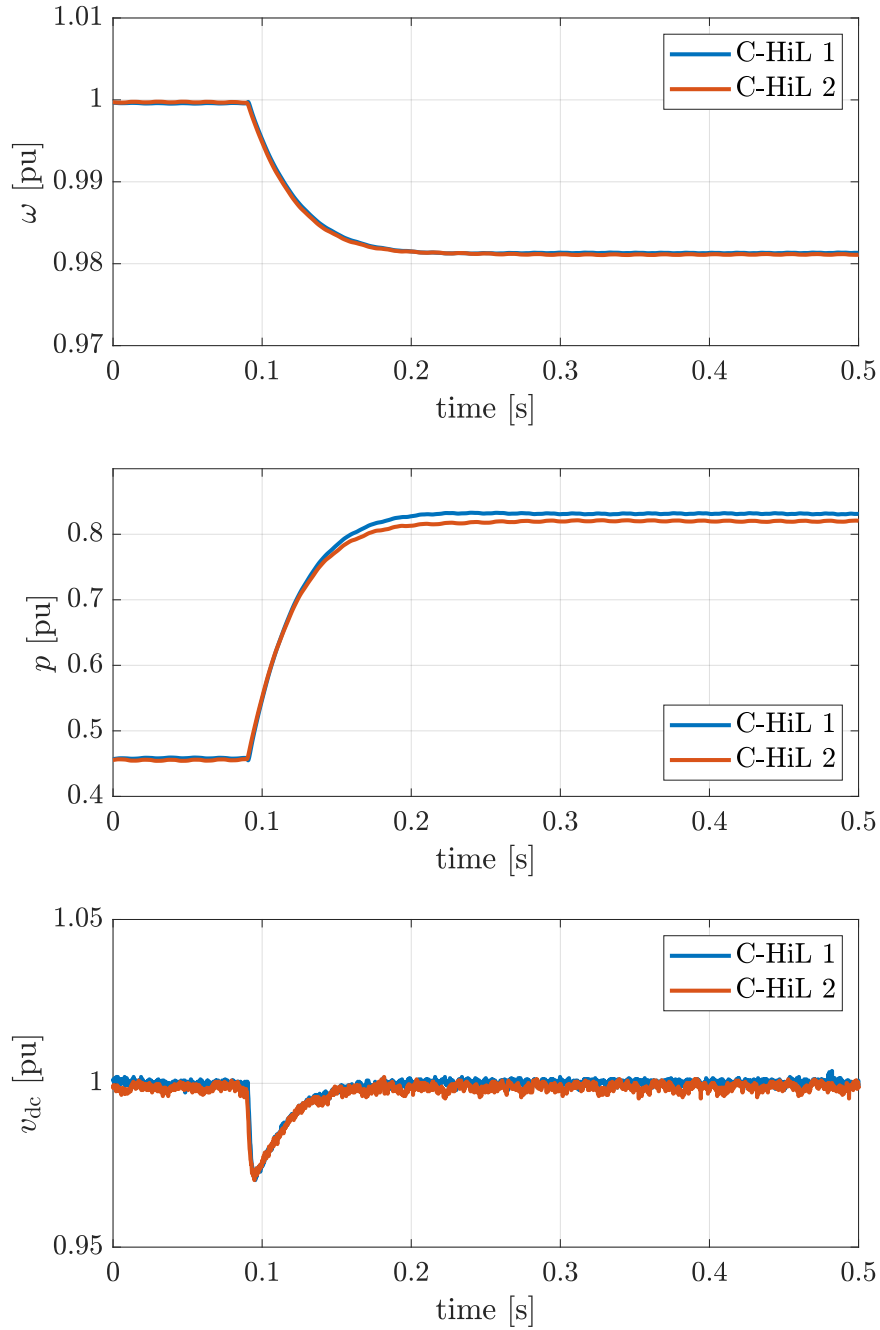 1.01
1
0.99
0.98
0.97
ω [pu]
C-HiL 1
C-HiL 2
0 0.1 0.2 0.3 0.4 0.5
time [s]
0.8
0.7
0.6
0.5
0.4
p [pu]
C-HiL 1
C-HiL 2
0 0.1 0.2 0.3 0.4 0.5
time [s]
1.05
1
0.95
v_dc [pu]
C-HiL 1
C-HiL 2
0 0.1 0.2 0.3 0.4 0.5
time [s]